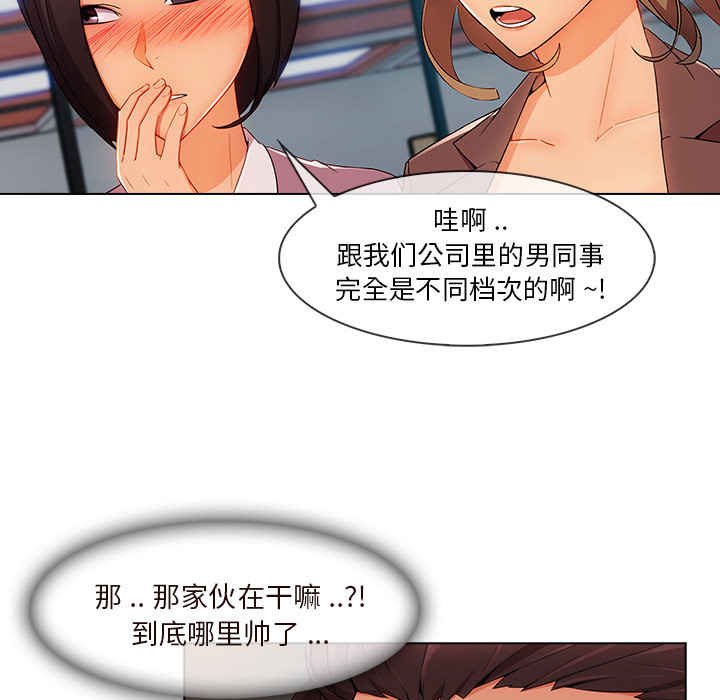 哇啊 ..
跟我们公司里的男同事
完全是不同档次的啊 ~!
那 .. 那家伙在干嘛 ..?!
到底哪里帅了 ...